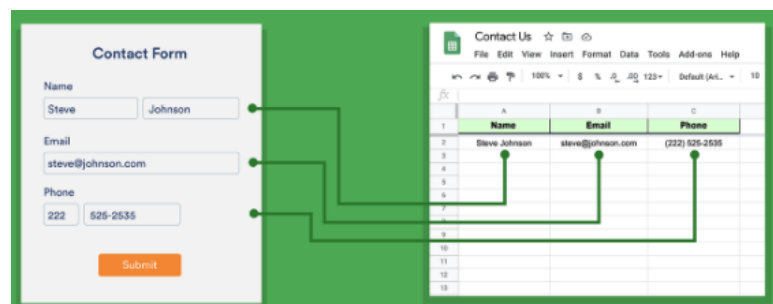 Contact Form
Name
Steve Johnson
Email
steve@johnson.com
Phone
222 525-2535
Submit
Contact Us
File Edit View Insert Format Data Tools Add-ons Help
100% $ % .0 .00 123 Default (Ari... 10
fx
A B C
1 Name Email Phone
2 Steve Johnson steve@johnson.com (222) 525-2535
3
4
5
6
7
8
9
10
11
12
13